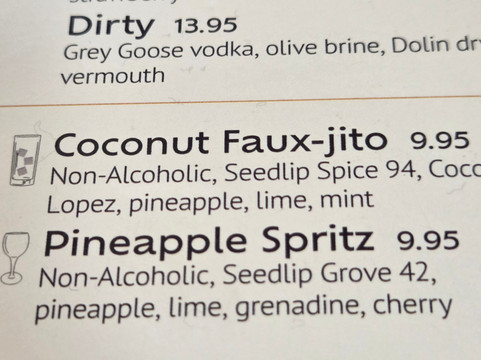 Dirty 13.95
Grey Goose vodka, olive brine, Dolin
vermouth
Coconut Faux-jito 9.95
Non-Alcoholic, Seedlip Spice 94,
Lopez, pineapple, lime, mint
Pineapple Spritz 9.95
Non-Alcoholic, Seedlip Grove 42,
pineapple, lime, grenadine, cherry